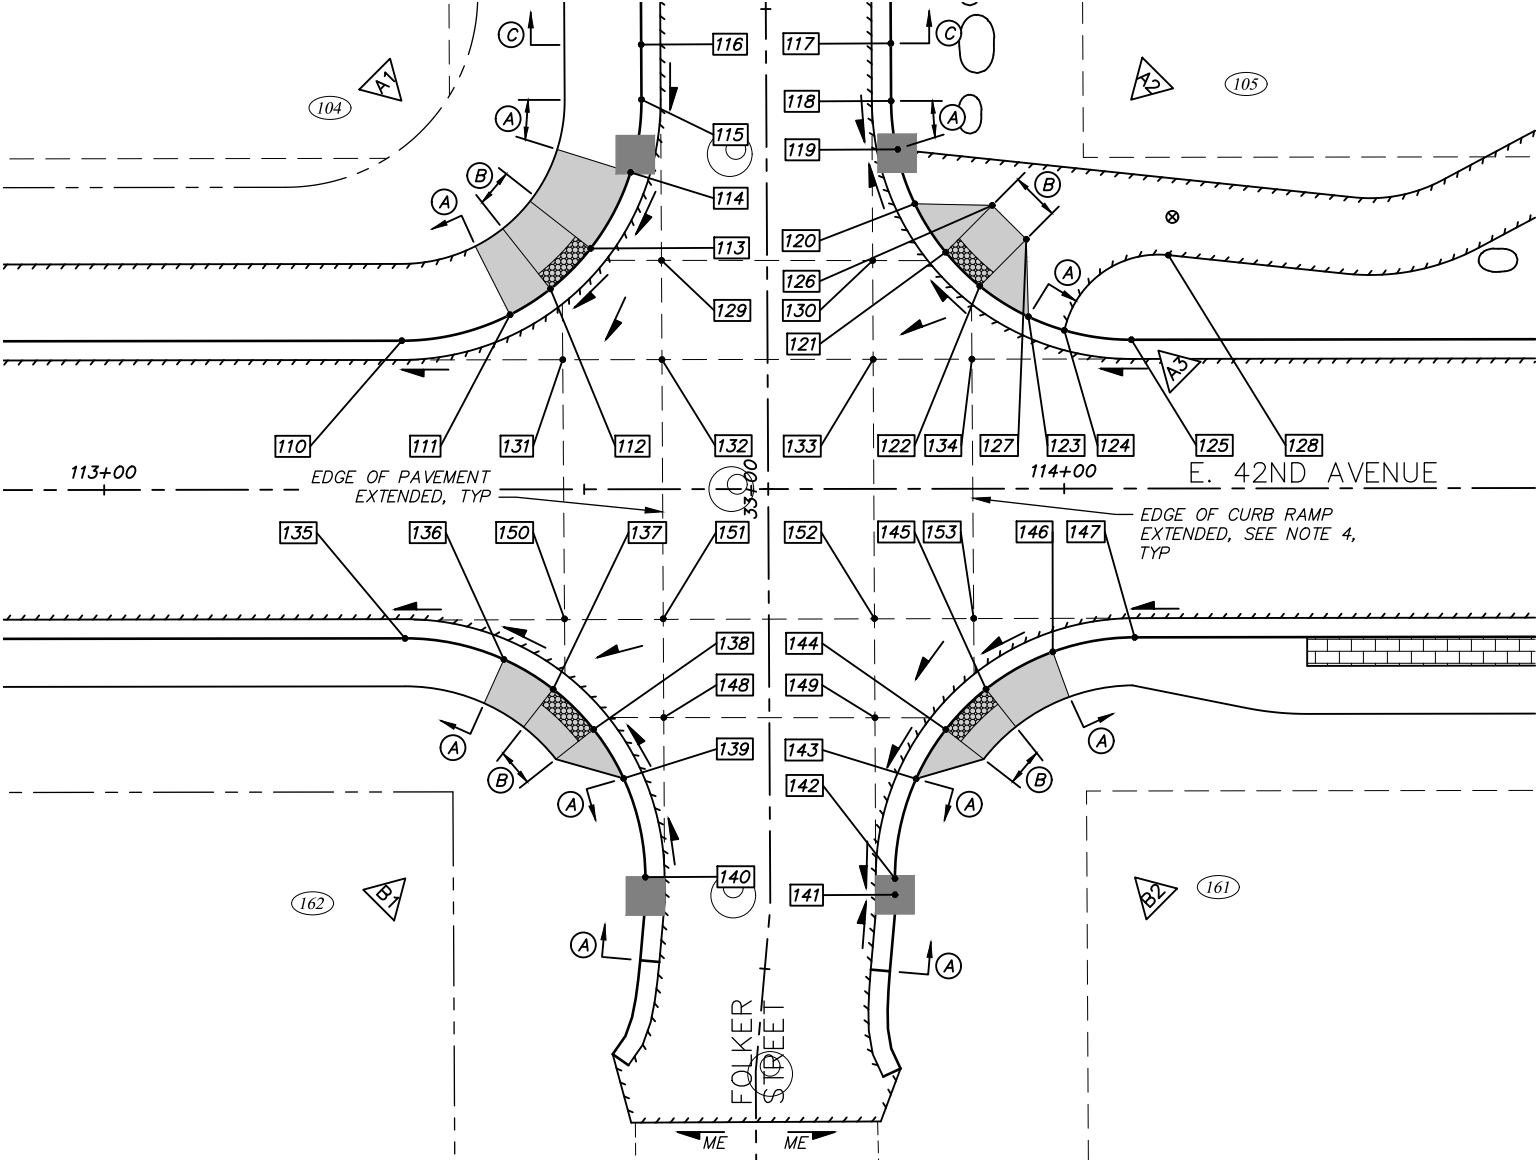 C
116
117
C
A1
104
A2
105
A
115
118
A
119
B
A
114
B
113
120
126
129
130
A
121
A3
110
111
131
112
132
133
122
134
127
123
124
125
128
113+00
EDGE OF PAVEMENT
EXTENDED, TYP
33+00
114+00
E. 42ND AVENUE
EDGE OF CURB RAMP
EXTENDED, SEE NOTE 4,
TYP
135
136
150
137
151
152
145
153
146
147
138
144
148
149
A
139
143
A
B
142
B
A
A
140
141
B1
162
B2
161
A
A
FOLKER
STREET
ME
ME